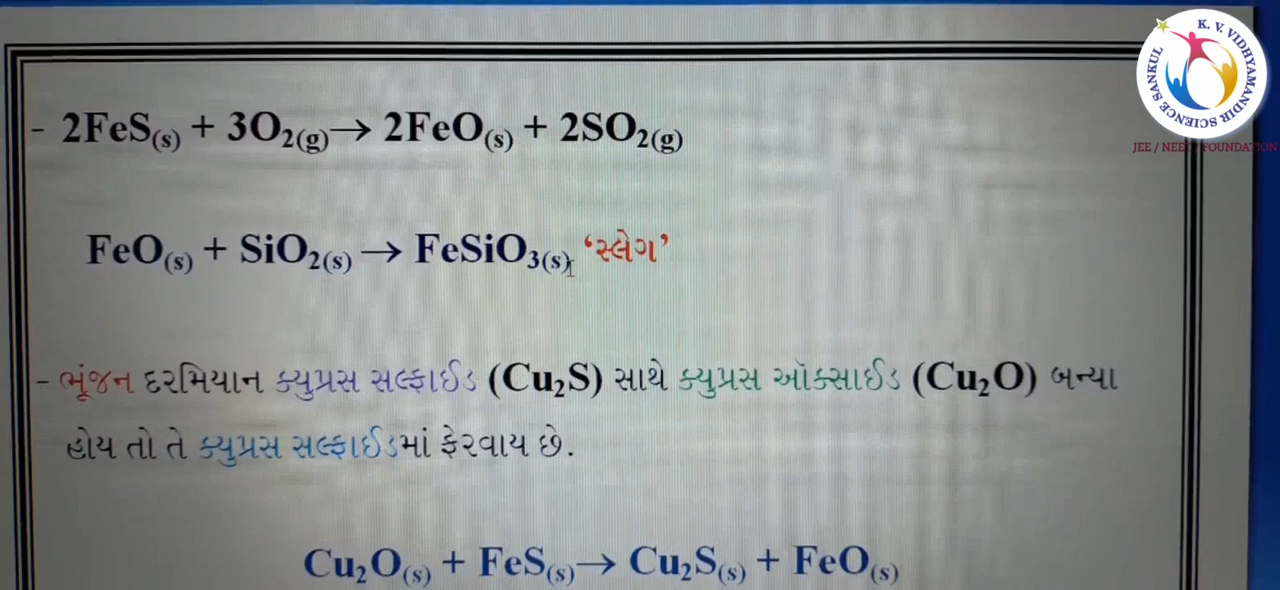 K. V. VIDHYAMANDIR SCIENCE SANKUL
JEE / NEET / FOUNDATION
- 2FeS(s) + 3O₂(g)→ 2FeO(s) + 2SO₂(g)
FeO(s) + SiO₂(s) → FeSiO₃(s) ‘સ્લેગ’
- ભૂંજન દરમિયાન ક્યુપ્રસ સલ્ફાઈડ (Cu₂S) સાથે ક્યુપ્રસ ઑક્સાઈડ (Cu₂O) બન્યા
હોય તો તે ક્યુપ્રસ સલ્ફાઈડમાં ફેરવાય છે.
Cu₂O(s) + FeS(s)→ Cu₂S(s) + FeO(s)